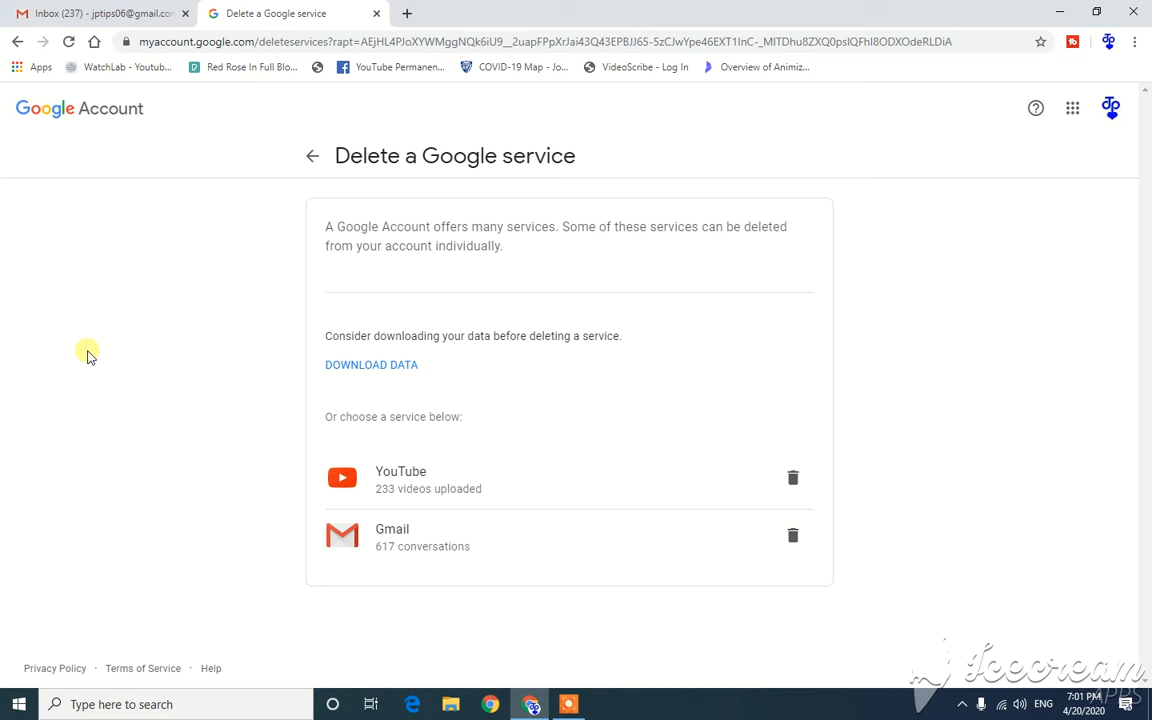 Inbox (237) - jptips06@gmail.co
Delete a Google service
myaccount.google.com/deleteservices?rapt=AEjHL4PJoXYWMggNQk6iU9__2uapFPpXrJai43Q43EPBJJ65-5zCJwYpe46EXT1InC-_MITDhu8ZXQ0psIQFhI8ODXOdeRLDiA
Apps
WatchLab - Youtub...
Red Rose In Full Blo...
YouTube Permanen...
COVID-19 Map - Jo...
VideoScribe - Log In
Overview of Animiz...
Google Account
Delete a Google service
A Google Account offers many services. Some of these services can be deleted
from your account individually.
Consider downloading your data before deleting a service.
DOWNLOAD DATA
Or choose a service below:
YouTube
233 videos uploaded
Gmail
617 conversations
Privacy Policy · Terms of Service · Help
Icecream
APPS
Type here to search
ENG
7:01 PM
4/20/2020